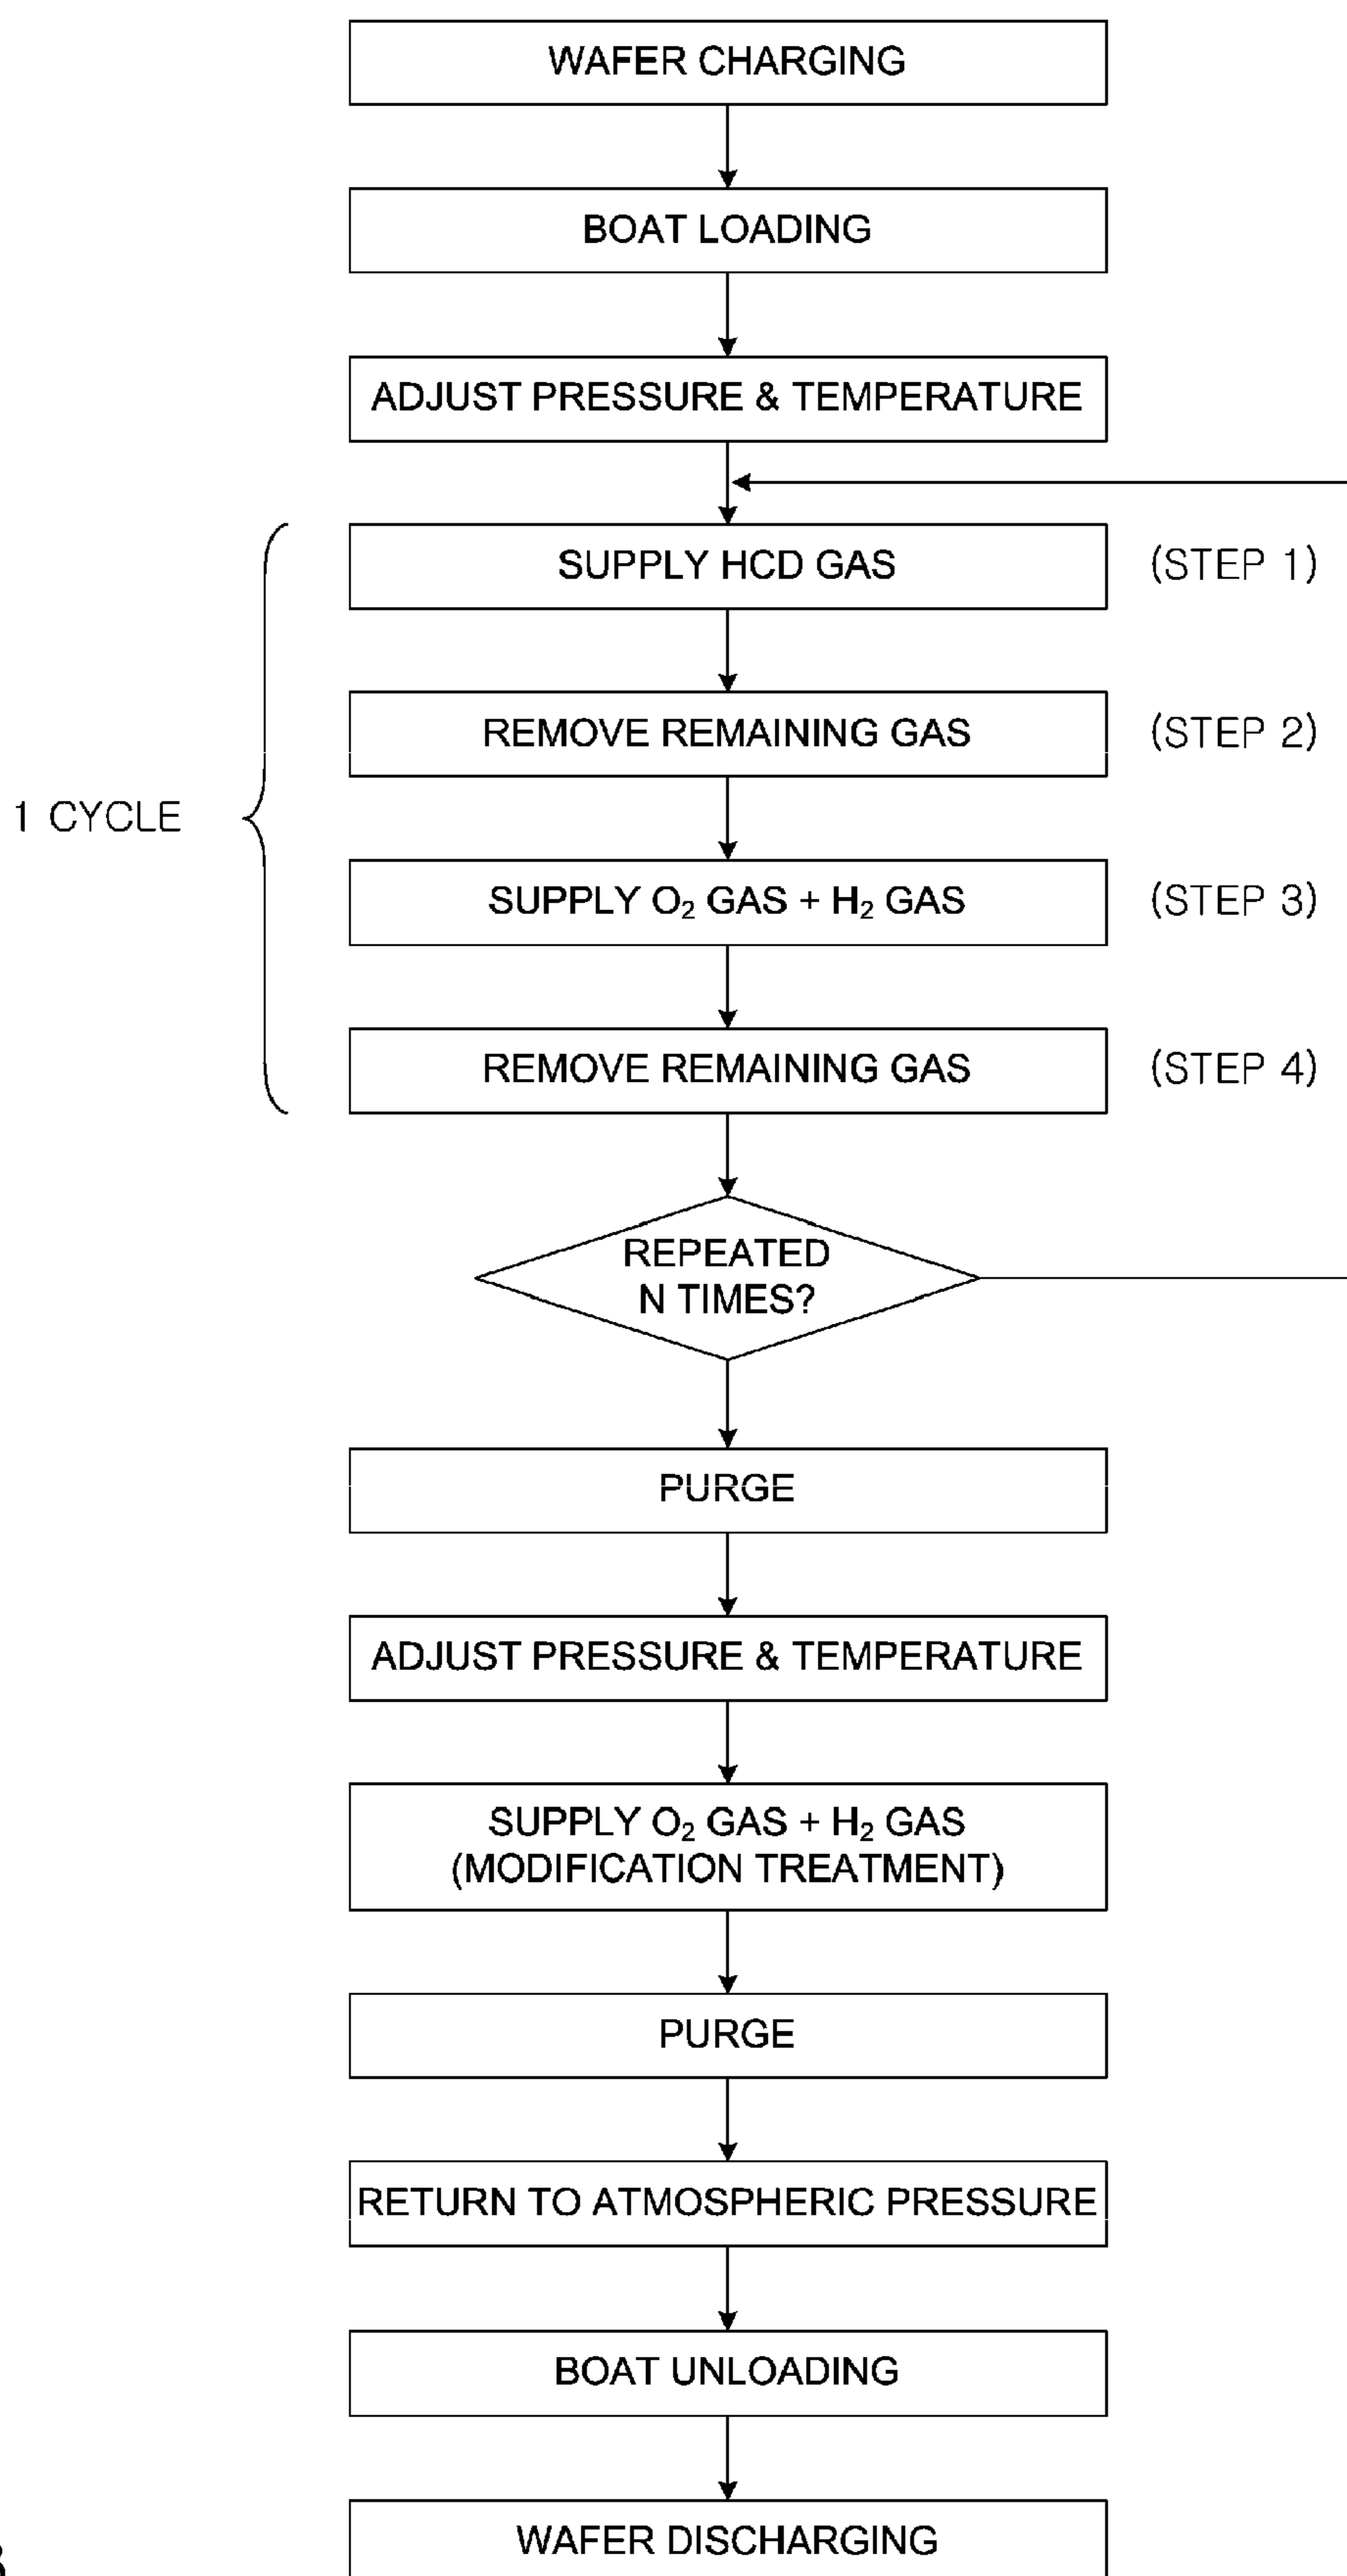 WAFER CHARGING
BOAT LOADING
ADJUST PRESSURE & TEMPERATURE
SUPPLY HCD GAS (STEP 1)
REMOVE REMAINING GAS (STEP 2)
1 CYCLE
SUPPLY O₂ GAS + H₂ GAS (STEP 3)
REMOVE REMAINING GAS (STEP 4)
REPEATED
N TIMES?
PURGE
ADJUST PRESSURE & TEMPERATURE
SUPPLY O₂ GAS + H₂ GAS
(MODIFICATION TREATMENT)
PURGE
RETURN TO ATMOSPHERIC PRESSURE
BOAT UNLOADING
WAFER DISCHARGING